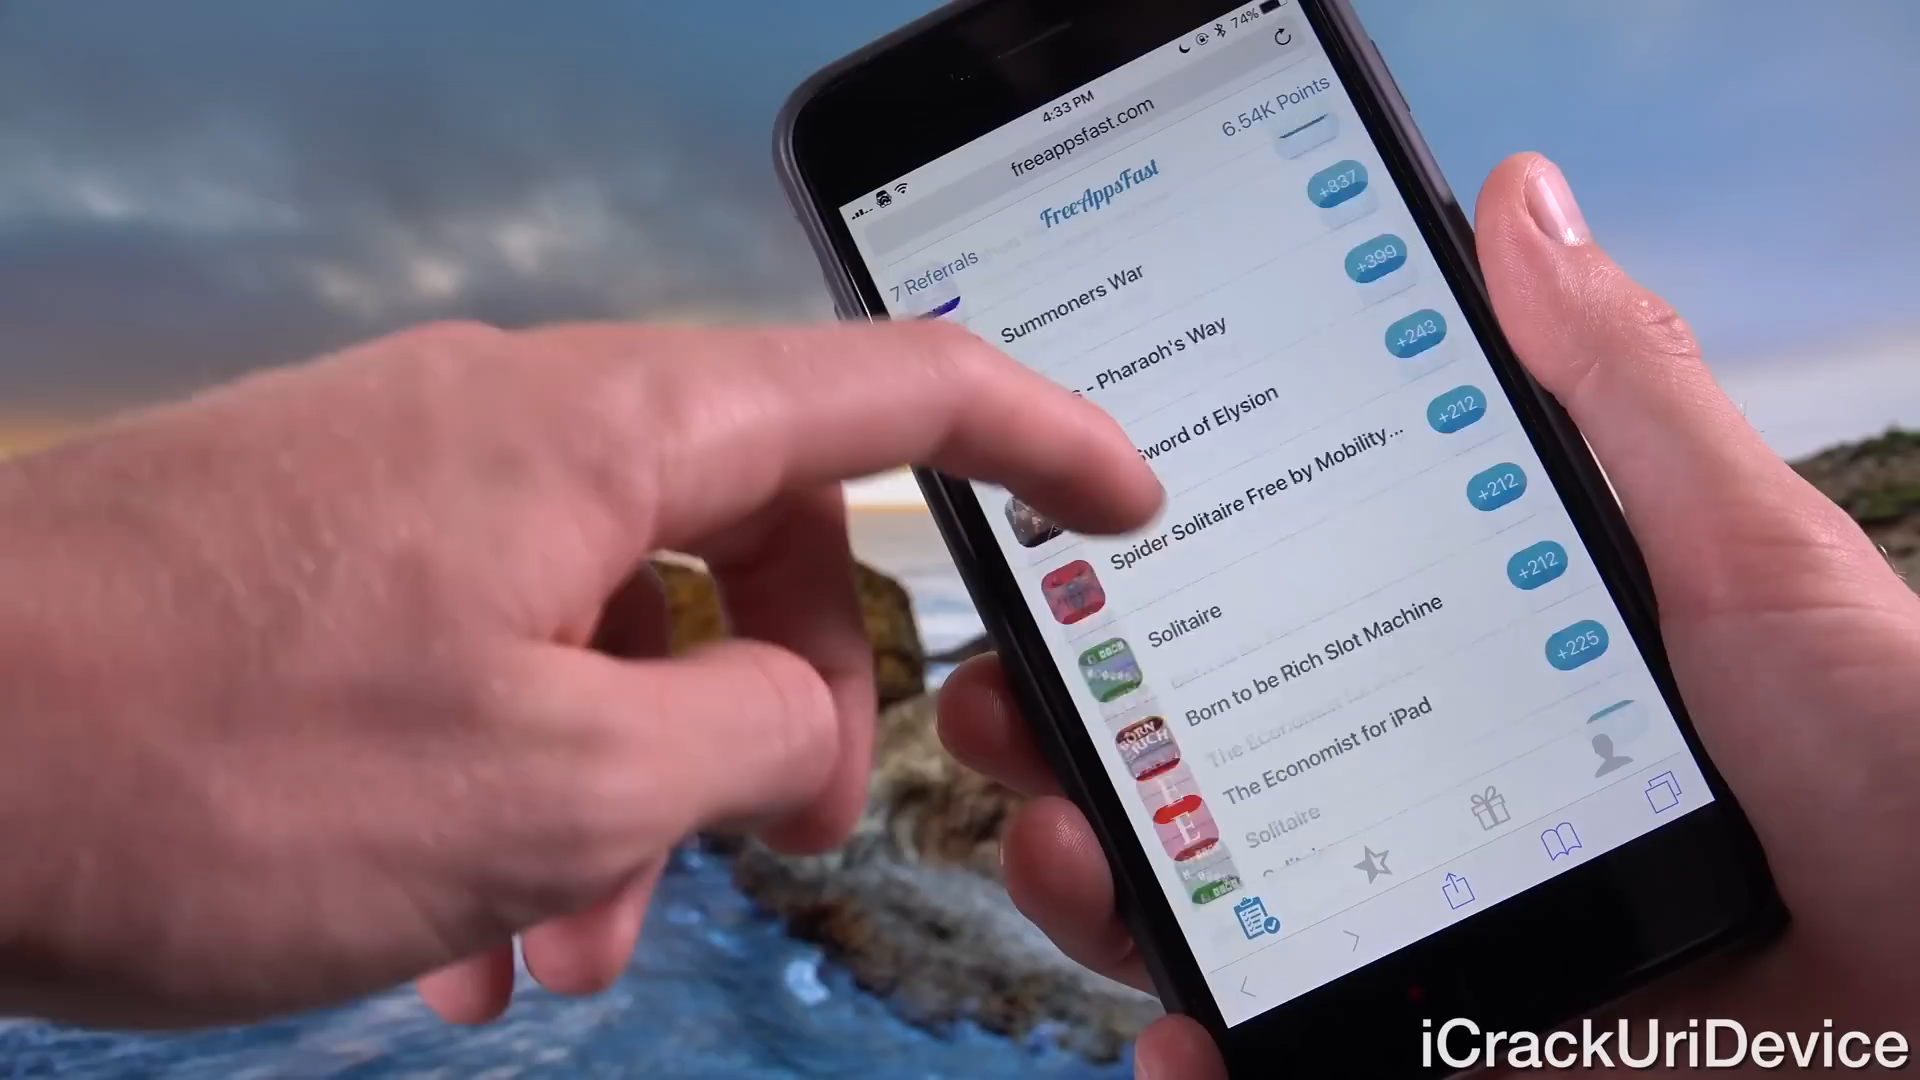 74%
4:33 PM
freeappsfast.com
7 Referrals
FreeAppsFast
6.54K Points
+837
Summoners War
+399
- Pharaoh's Way
+243
Sword of Elysion
+212
Spider Solitaire Free by Mobility...
+212
Solitaire
+212
BORN RICH
Born to be Rich Slot Machine
+225
E
The Economist for iPad
Solitaire
iCrackUriDevice